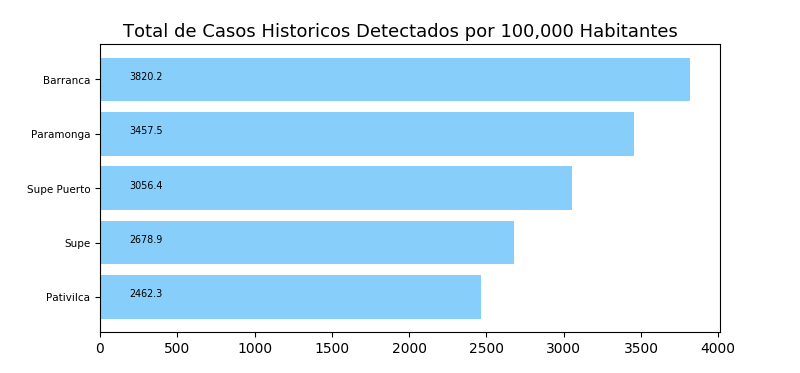 Total de Casos Historicos Detectados por 100,000 Habitantes
Barranca 3820.2
Paramonga 3457.5
Supe Puerto 3056.4
Supe 2678.9
Pativilca 2462.3
0 500 1000 1500 2000 2500 3000 3500 4000